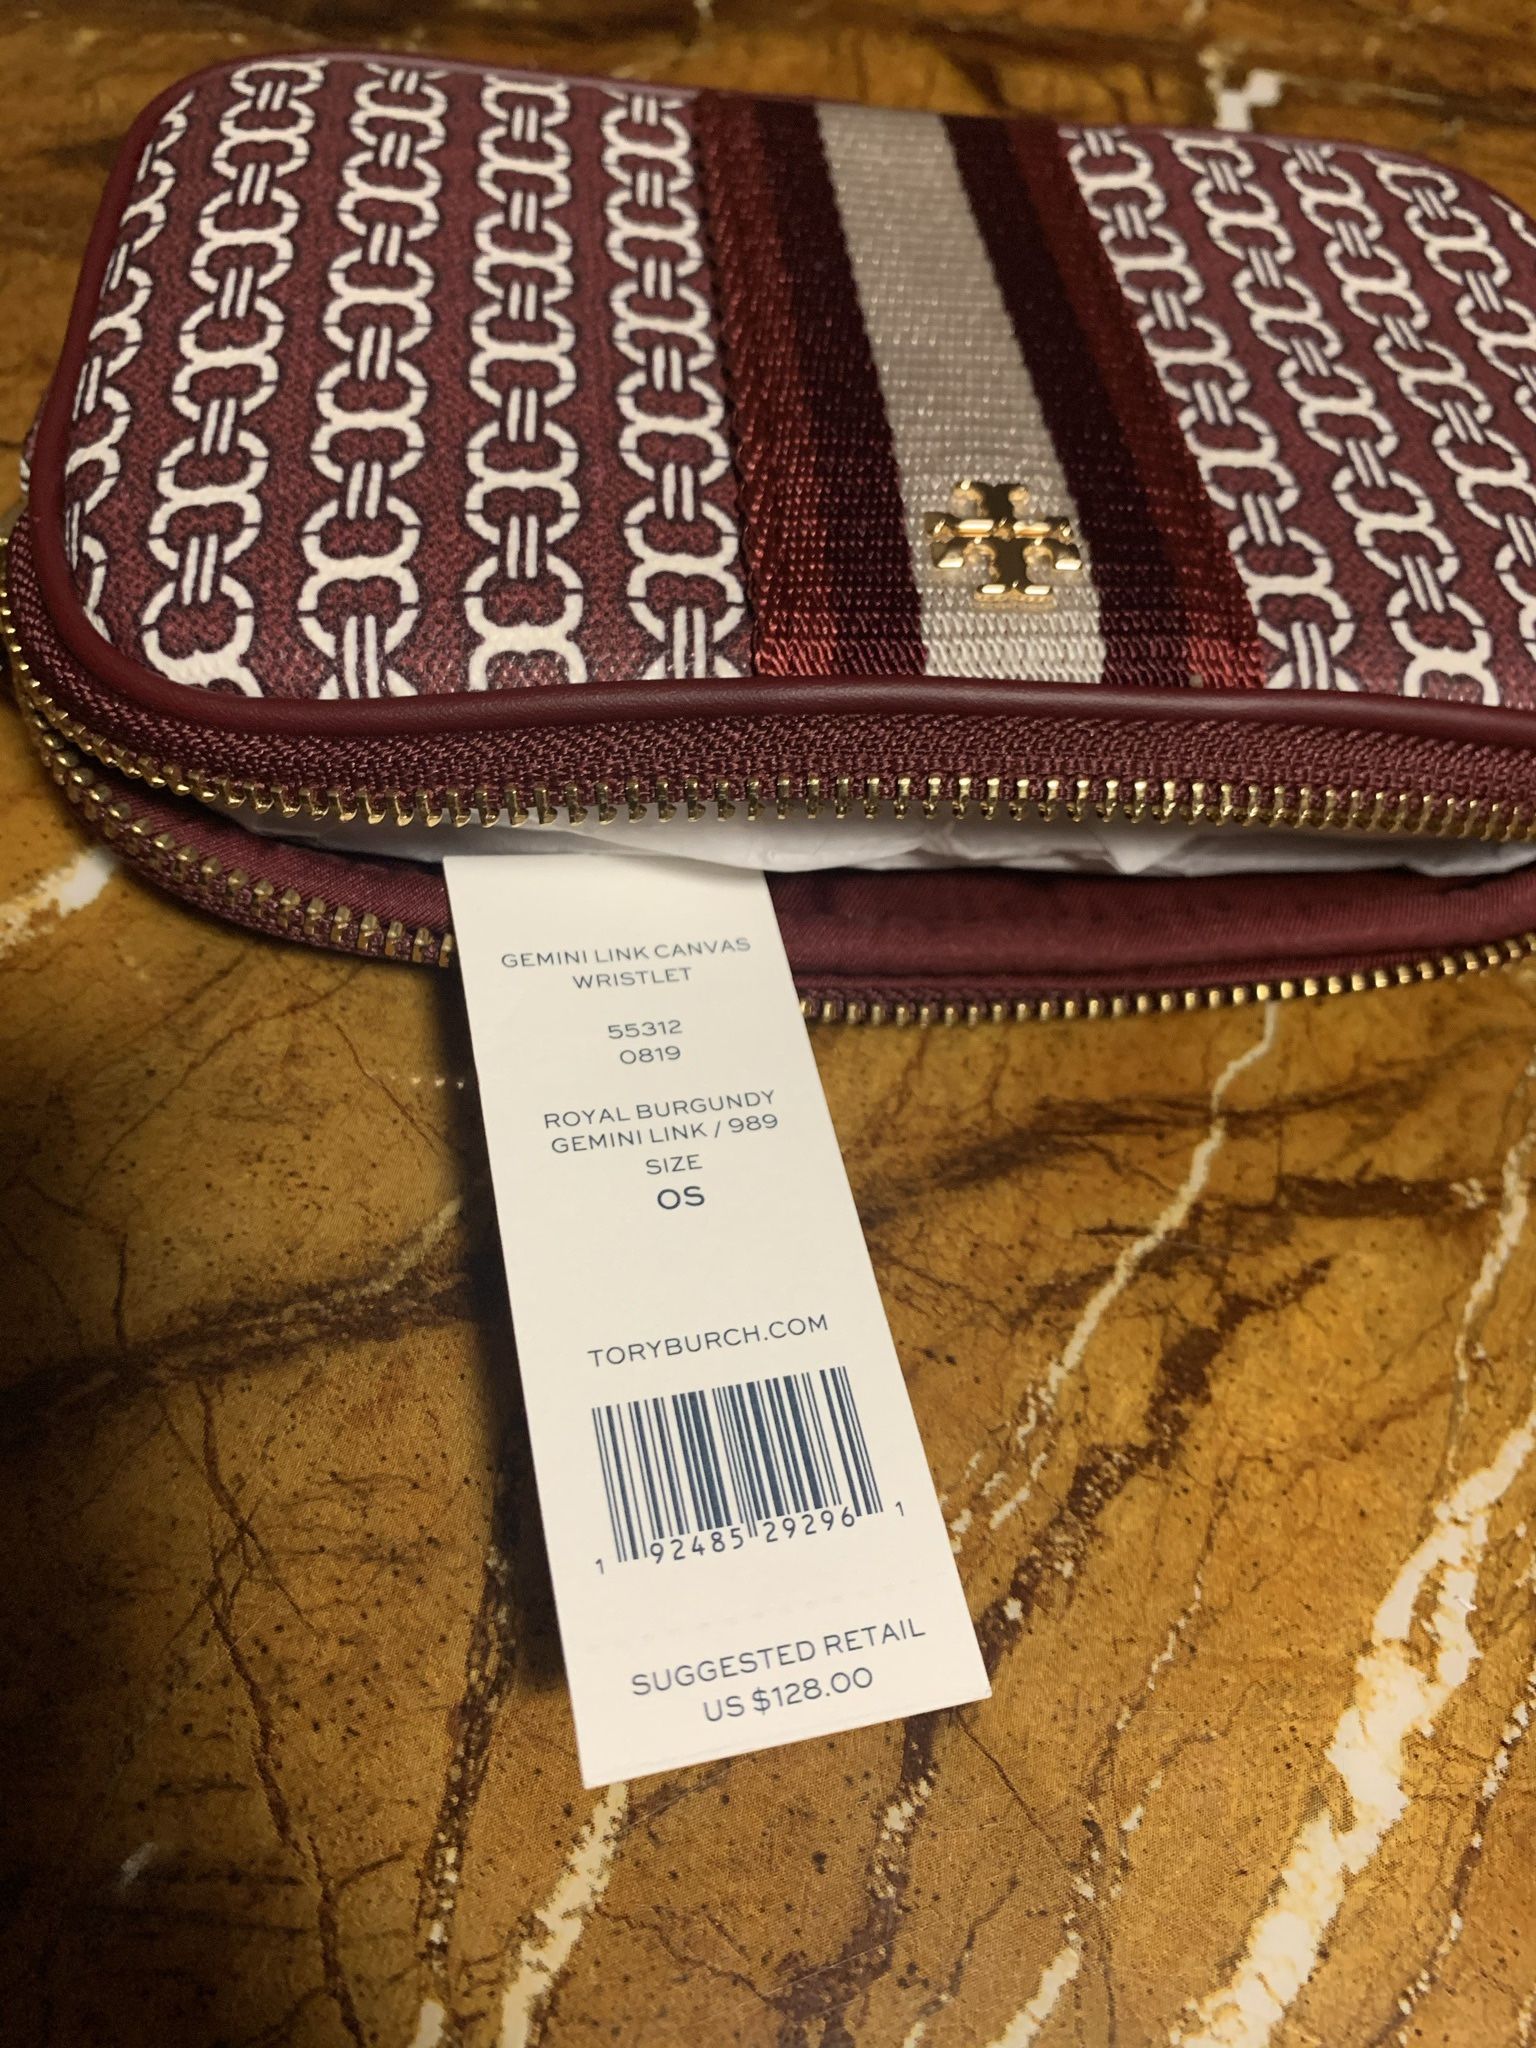 GEMINI LINK CANVAS
WRISTLET
55312
0819
ROYAL BURGUNDY
GEMINI LINK / 989
SIZE
OS
TORYBURCH.COM
1 92485 29296 1
SUGGESTED RETAIL
US $128.00